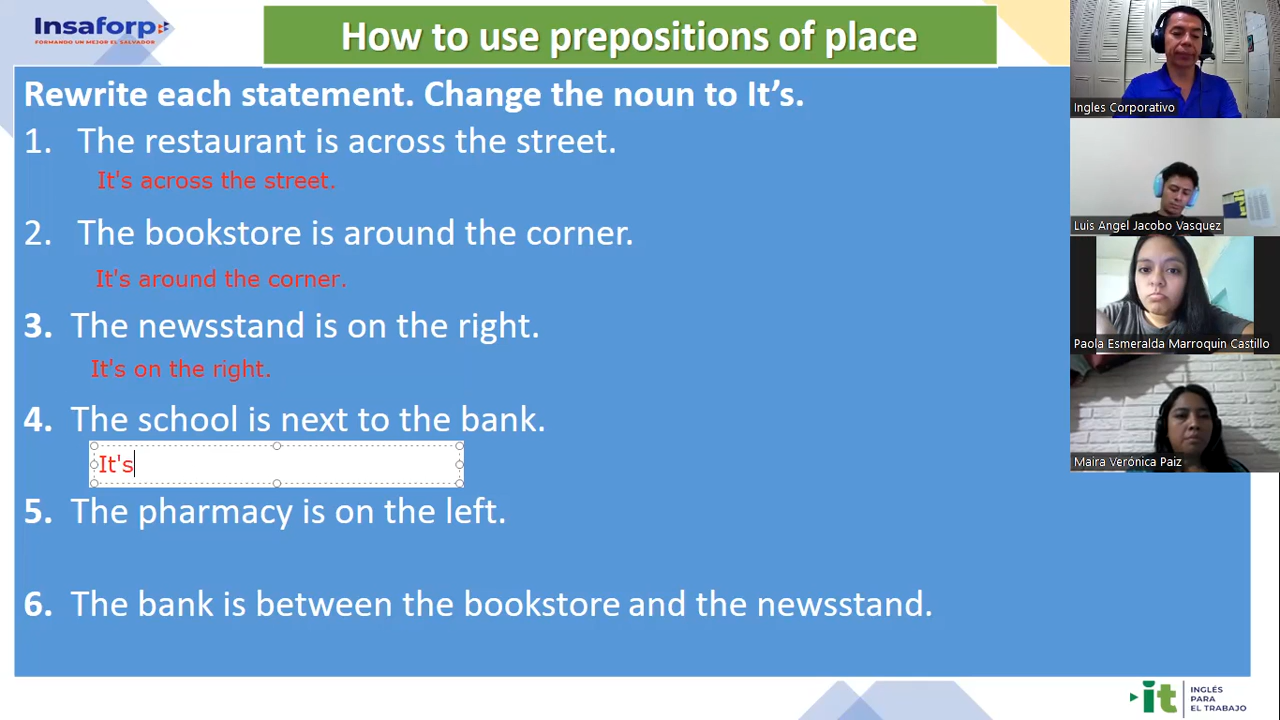 Insaforp
FORMANDO UN MEJOR EL SALVADOR
How to use prepositions of place
Rewrite each statement. Change the noun to It’s.
1. The restaurant is across the street.
It's across the street.
2. The bookstore is around the corner.
It's around the corner.
3. The newsstand is on the right.
It's on the right.
4. The school is next to the bank.
It's
5. The pharmacy is on the left.
6. The bank is between the bookstore and the newsstand.
Ingles Corporativo
Luis Angel Jacobo Vasquez
Paola Esmeralda Marroquin Castillo
Maira Verónica Paiz
it
INGLÉS
PARA
EL TRABAJO